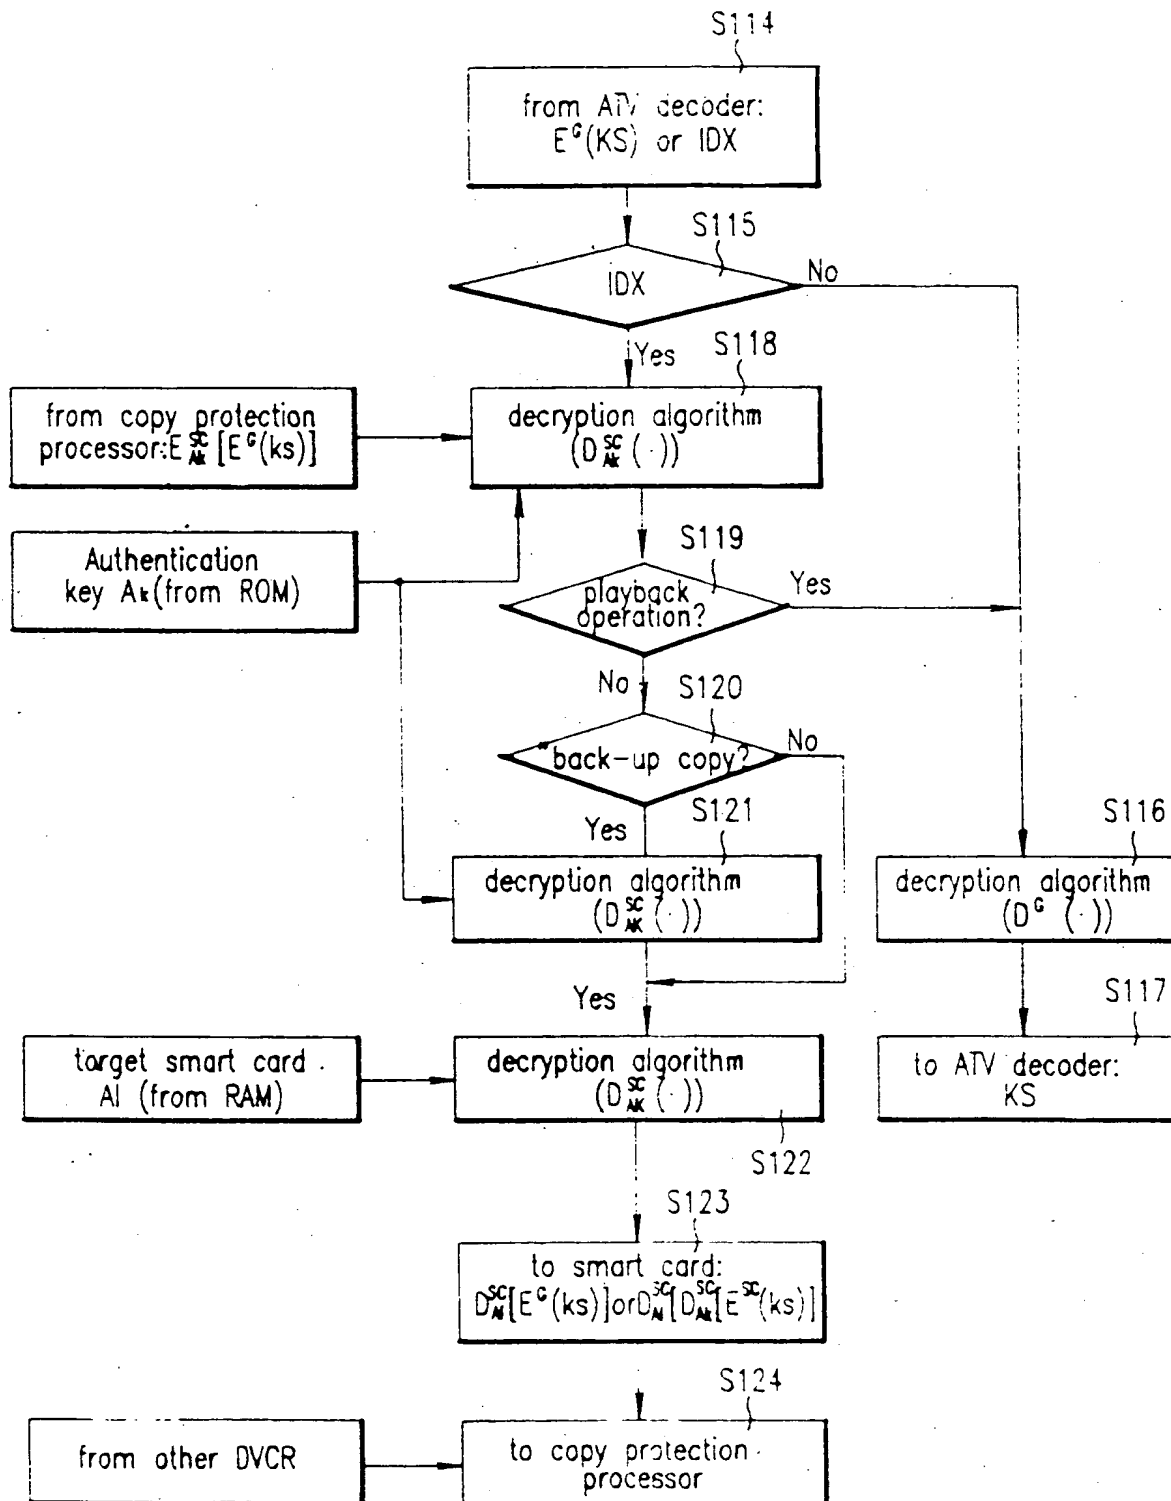 S114
from ATV decoder:
E^G(KS) or IDX
S115
IDX
No
Yes
S118
from copy protection
processor:E^SC_Ak[E^G(ks)]
decryption algorithm
(D^SC_Ak(·))
Authentication
key Ak(from ROM)
S119
playback
operation?
Yes
No
S120
"back-up copy?
No
Yes
S121
decryption algorithm
(D^SC_AK(·))
S116
decryption algorithm
(D^G(·))
Yes
S117
target smart card
AI (from RAM)
decryption algorithm
(D^SC_AK(·))
to ATV decoder:
KS
S122
S123
to smart card:
D^SC_AI[E^G(ks)]orD^SC_AI[D^SC_Ak[E^SC(ks)]
S124
from other DVCR
to copy protection
processor